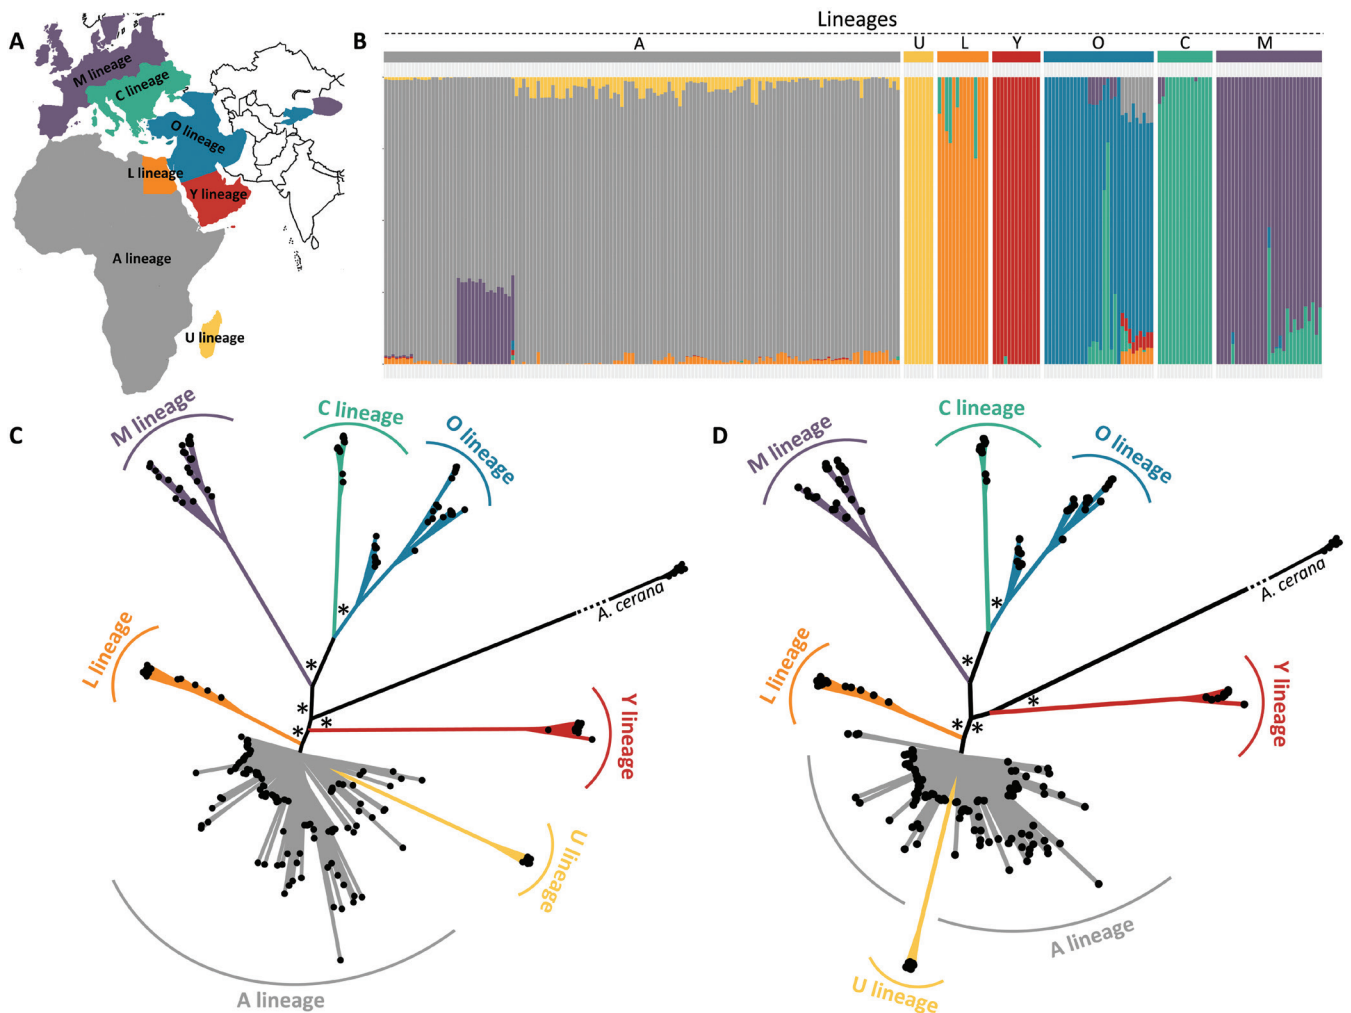 A
M lineage
C lineage
O lineage
L lineage
Y lineage
A lineage
U lineage
B
Lineages
A U L Y O C M
C
M lineage
C lineage
O lineage
A. cerana
L lineage
Y lineage
U lineage
A lineage
* * * * *
D
M lineage
C lineage
O lineage
A. cerana
L lineage
Y lineage
A lineage
U lineage
* * * * *